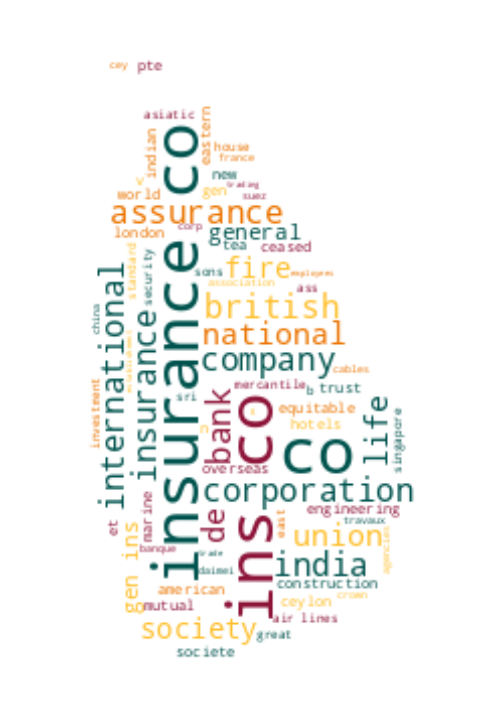 cey pte
asiatic
eastern
indian
insurance co
house
france
new
v
trading
world
gen
suez
assurance
london
corp
general
tea
ceased
standard
security
sons
fire
employees
association
international
ass
china
insurance
british
national
company
cables
investment
mercantile
b
trust
sri
bank
ins co
equitable
life
hotels
singapore
co
overseas
corporation
et
marine
de
engineering
east
travaux
gen ins
union
agencies
banque
trade
india
daimei
construction
american
crown
mutual
ceylon
air lines
society
great
societe